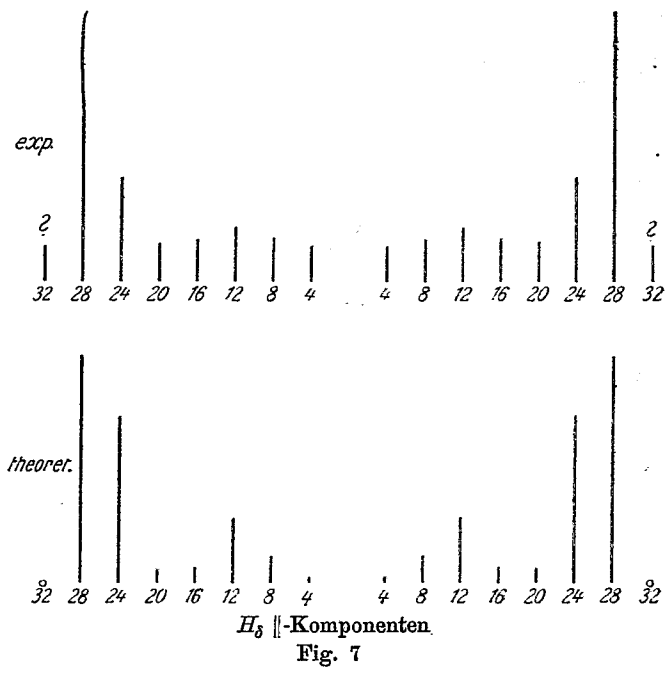 exp.
? ?
32 28 24 20 16 12 8 4 4 8 12 16 20 24 28 32
theoret.
o o
32 28 24 20 16 12 8 4 4 8 12 16 20 24 28 32
H_δ ||-Komponenten
Fig. 7